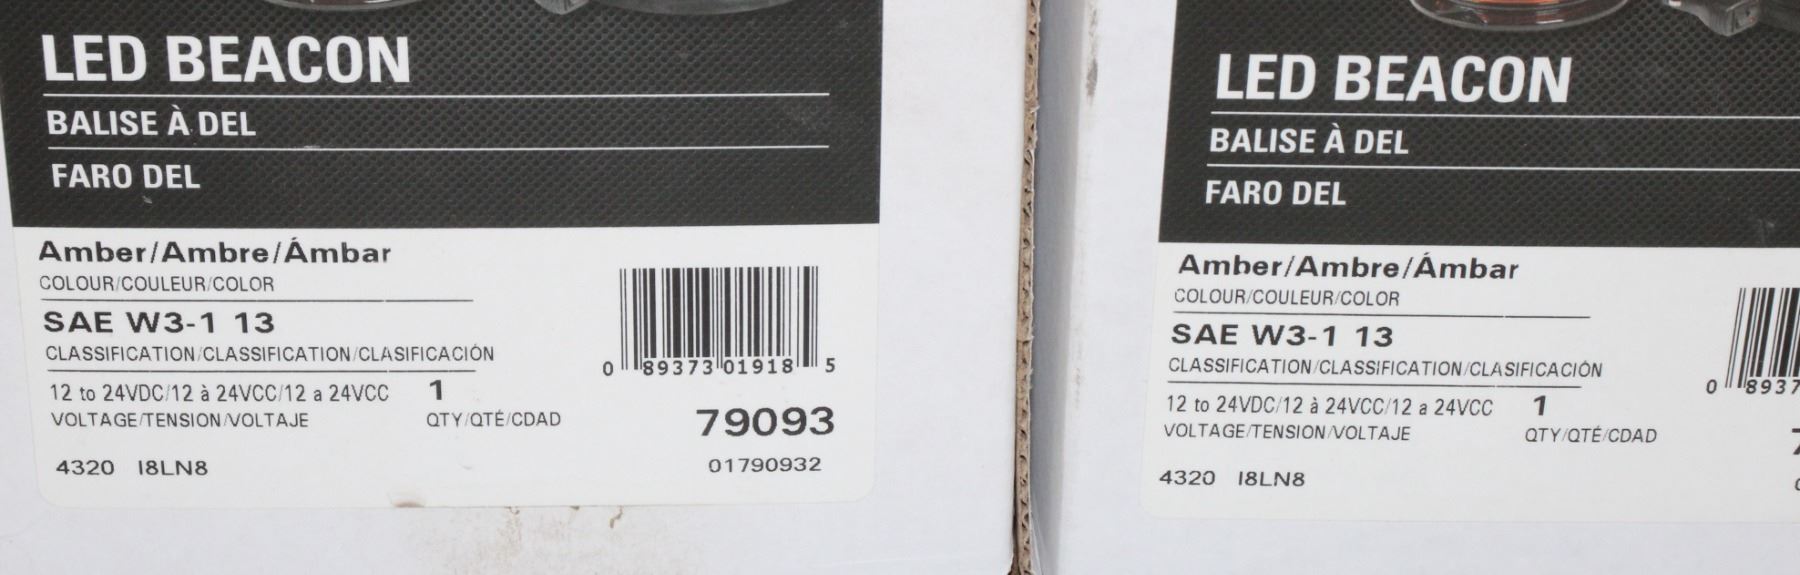 LED BEACON
BALISE À DEL
FARO DEL
Amber/Ambre/Ámbar
COLOUR/COULEUR/COLOR
SAE W3-1 13
CLASSIFICATION/CLASSIFICATION/CLASIFICACIÓN
12 to 24VDC/12 à 24VCC/12 a 24VCC 1
VOLTAGE/TENSION/VOLTAJE QTY/QTÉ/CDAD
4320 I8LN8
0 89373 01918 5
79093
01790932
LED BEACON
BALISE À DEL
FARO DEL
Amber/Ambre/Ámbar
COLOUR/COULEUR/COLOR
SAE W3-1 13
CLASSIFICATION/CLASSIFICATION/CLASIFICACIÓN
12 to 24VDC/12 à 24VCC/12 a 24VCC 1
VOLTAGE/TENSION/VOLTAJE QTY/QTÉ/CDAD
4320 I8LN8
0 8937